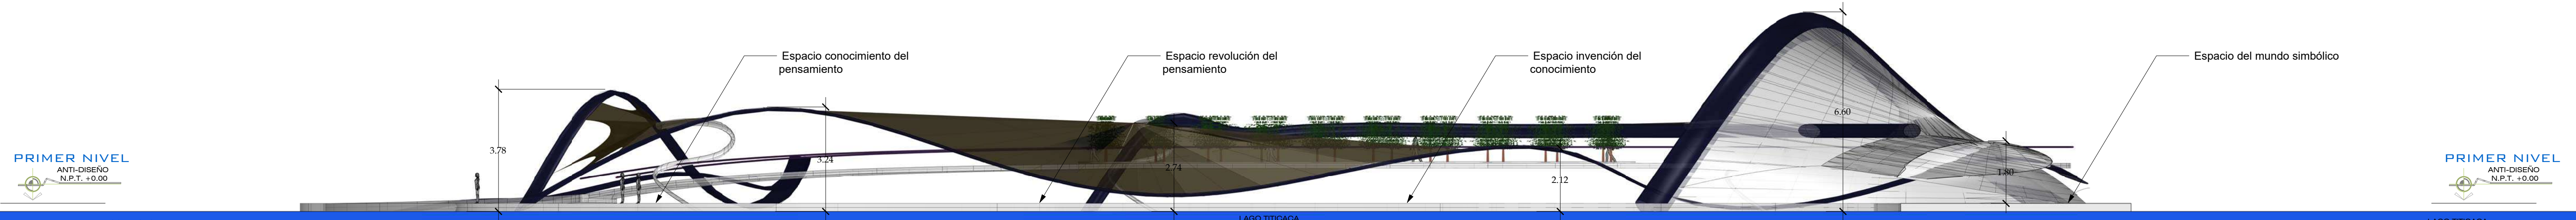 Espacio conocimiento del
pensamiento
Espacio revolución del
pensamiento
Espacio invención del
conocimiento
Espacio del mundo simbólico
6.60
3.78
3.24
2.74
2.12
1.80
PRIMER NIVEL
ANTI-DISEÑO
N.P.T. +0.00
PRIMER NIVEL
ANTI-DISEÑO
N.P.T. +0.00
LAGO TITICACA